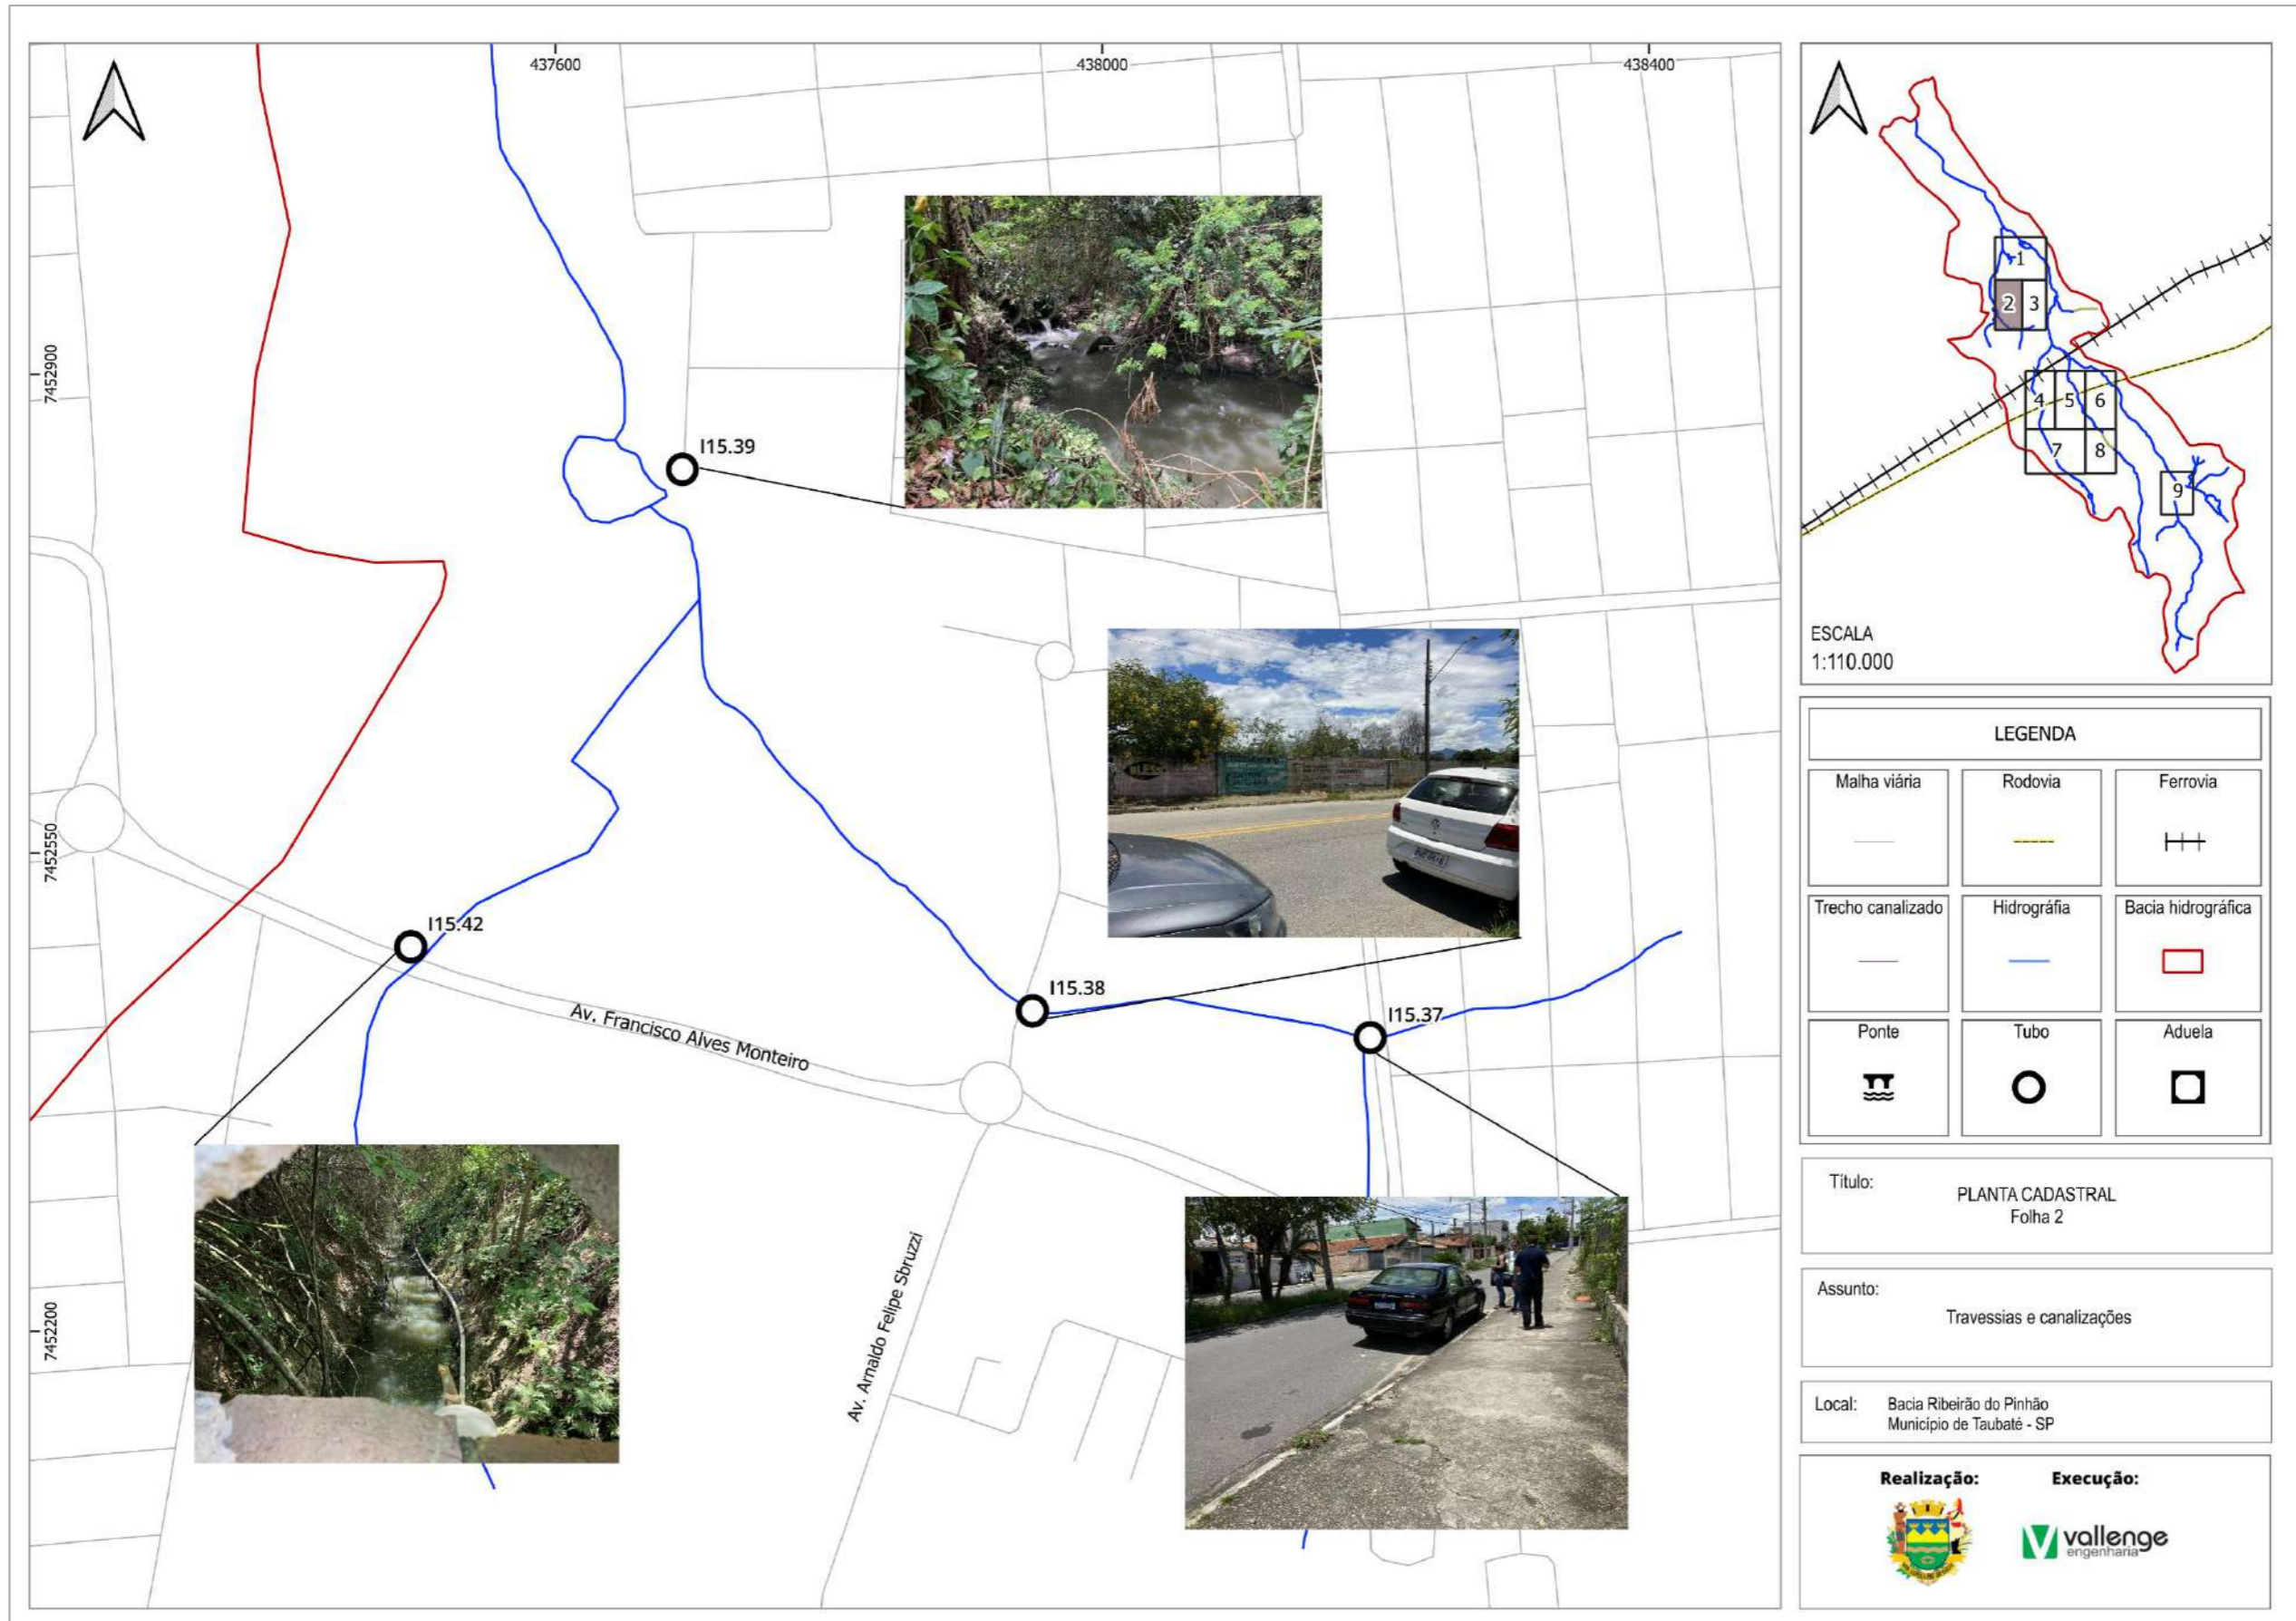 437600
438000
438400
7452900
7452550
7452200
I15.39
I15.42
I15.38
I15.37
Av. Francisco Alves Monteiro
Av. Arnaldo Felipe Sbruzzi
1
2
3
4
5
6
7
8
9
ESCALA
1:110.000
LEGENDA
Malha viária
Rodovia
Ferrovia
Trecho canalizado
Hidrográfia
Bacia hidrográfica
Ponte
Tubo
Aduela
Título:
PLANTA CADASTRAL
Folha 2
Assunto:
Travessias e canalizações
Local:
Bacia Ribeirão do Pinhão
Município de Taubaté - SP
Realização:
Execução:
vallenge
engenharia